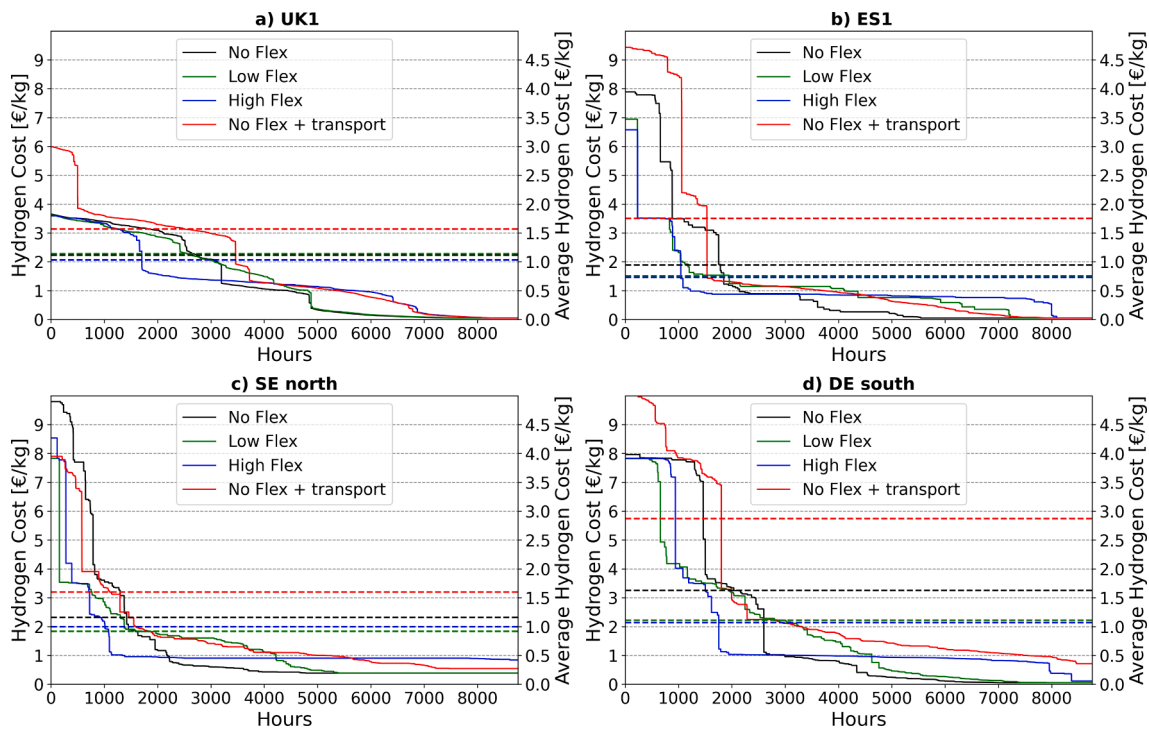 a) UK1
Hydrogen Cost [€/kg]
9
8
7
6
5
4
3
2
1
0
No Flex
Low Flex
High Flex
No Flex + transport
4.5
4.0
3.5
3.0
2.5
2.0
1.5
1.0
0.5
0.0
Average Hydrogen Cost [€/kg]
0 1000 2000 3000 4000 5000 6000 7000 8000
Hours
b) ES1
Hydrogen Cost [€/kg]
9
8
7
6
5
4
3
2
1
0
No Flex
Low Flex
High Flex
No Flex + transport
4.5
4.0
3.5
3.0
2.5
2.0
1.5
1.0
0.5
0.0
Average Hydrogen Cost [€/kg]
0 1000 2000 3000 4000 5000 6000 7000 8000
Hours
c) SE north
Hydrogen Cost [€/kg]
9
8
7
6
5
4
3
2
1
0
No Flex
Low Flex
High Flex
No Flex + transport
4.5
4.0
3.5
3.0
2.5
2.0
1.5
1.0
0.5
0.0
Average Hydrogen Cost [€/kg]
0 1000 2000 3000 4000 5000 6000 7000 8000
Hours
d) DE south
Hydrogen Cost [€/kg]
9
8
7
6
5
4
3
2
1
0
No Flex
Low Flex
High Flex
No Flex + transport
4.5
4.0
3.5
3.0
2.5
2.0
1.5
1.0
0.5
0.0
Average Hydrogen Cost [€/kg]
0 1000 2000 3000 4000 5000 6000 7000 8000
Hours